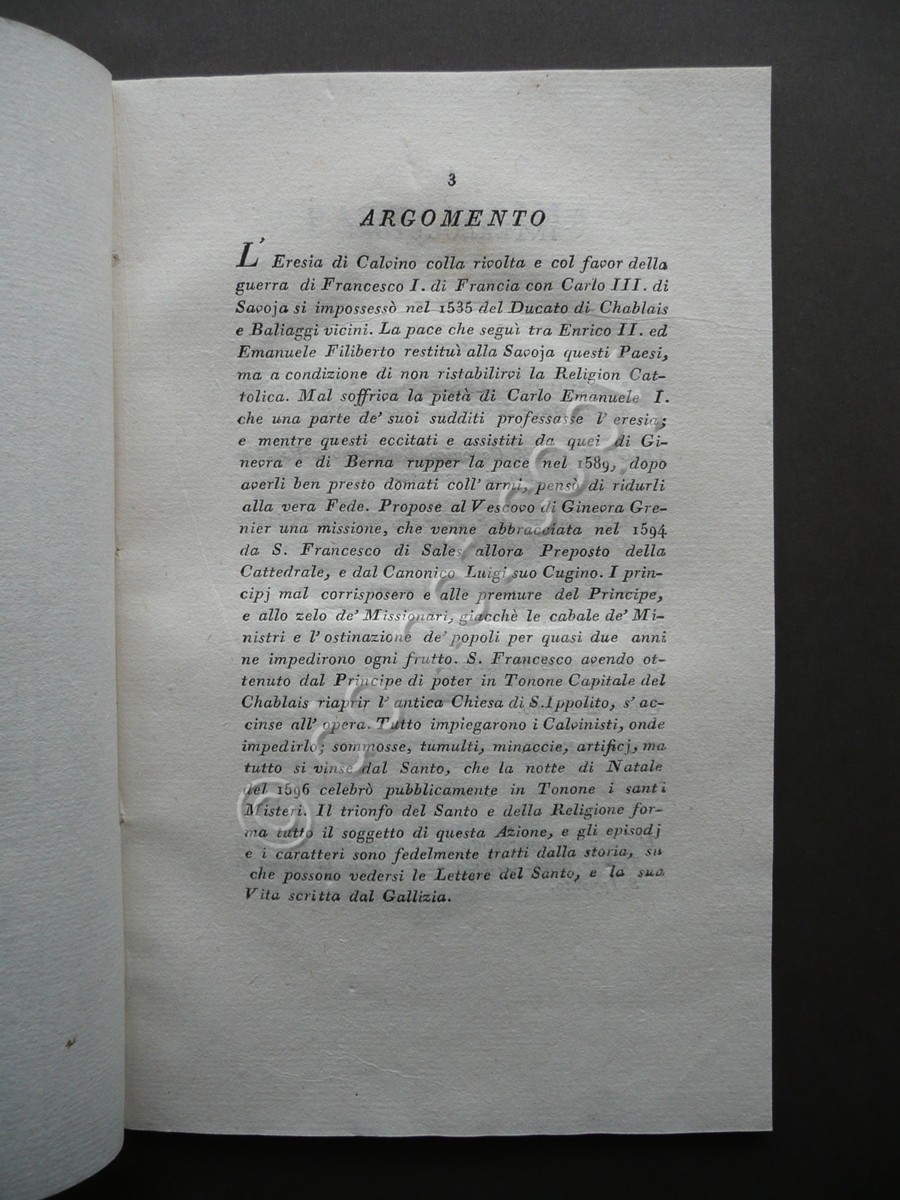 3
ARGOMENTO
L' Eresia di Calvino colla rivolta e col favor della
guerra di Francesco I. di Francia con Carlo III. di
Savoja si impossessò nel 1535 del Ducato di Chablais
e Baliaggi vicini. La pace che seguì tra Enrico II. ed
Emanuele Filiberto restituì alla Savoja questi Paesi,
ma a condizione di non ristabilirvi la Religion Cat-
tolica. Mal soffriva la pietà di Carlo Emanuele I.
che una parte de' suoi sudditi professasse l' eresia;
e mentre questi eccitati e assistiti da quei di Gi-
nevra e di Berna rupper la pace nel 1589, dopo
averli ben presto domati coll' armi, pensò di ridurli
alla vera Fede. Propose al Vescovo di Ginevra Gre-
nier una missione, che venne abbracciata nel 1594
da S. Francesco di Sales allora Preposto della
Cattedrale, e dal Canonico Luigi suo Cugino. I prin-
cipj mal corrisposero e alle premure del Principe,
e allo zelo de' Missionari, giacchè le cabale de' Mi-
nistri e l' ostinazione de' popoli per quasi due anni
ne impedirono ogni frutto. S. Francesco avendo ot-
tenuto dal Principe di poter in Tonone Capitale del
Chablais riaprir l' antica Chiesa di S. Ippolito, s' ac-
cinse all' opera. Tutto impiegarono i Calvinisti, onde
impedirlo; sommosse, tumulti, minaccie, artificj, ma
tutto si vinse dal Santo, che la notte di Natale
del 1596 celebrò pubblicamente in Tonone i santi
Misteri. Il trionfo del Santo e della Religione for-
ma tutto il soggetto di questa Azione, e gli episodj
e i caratteri sono fedelmente tratti dalla storia, su
che possono vedersi le Lettere del Santo, e la sua
Vita scritta dal Gallizia.